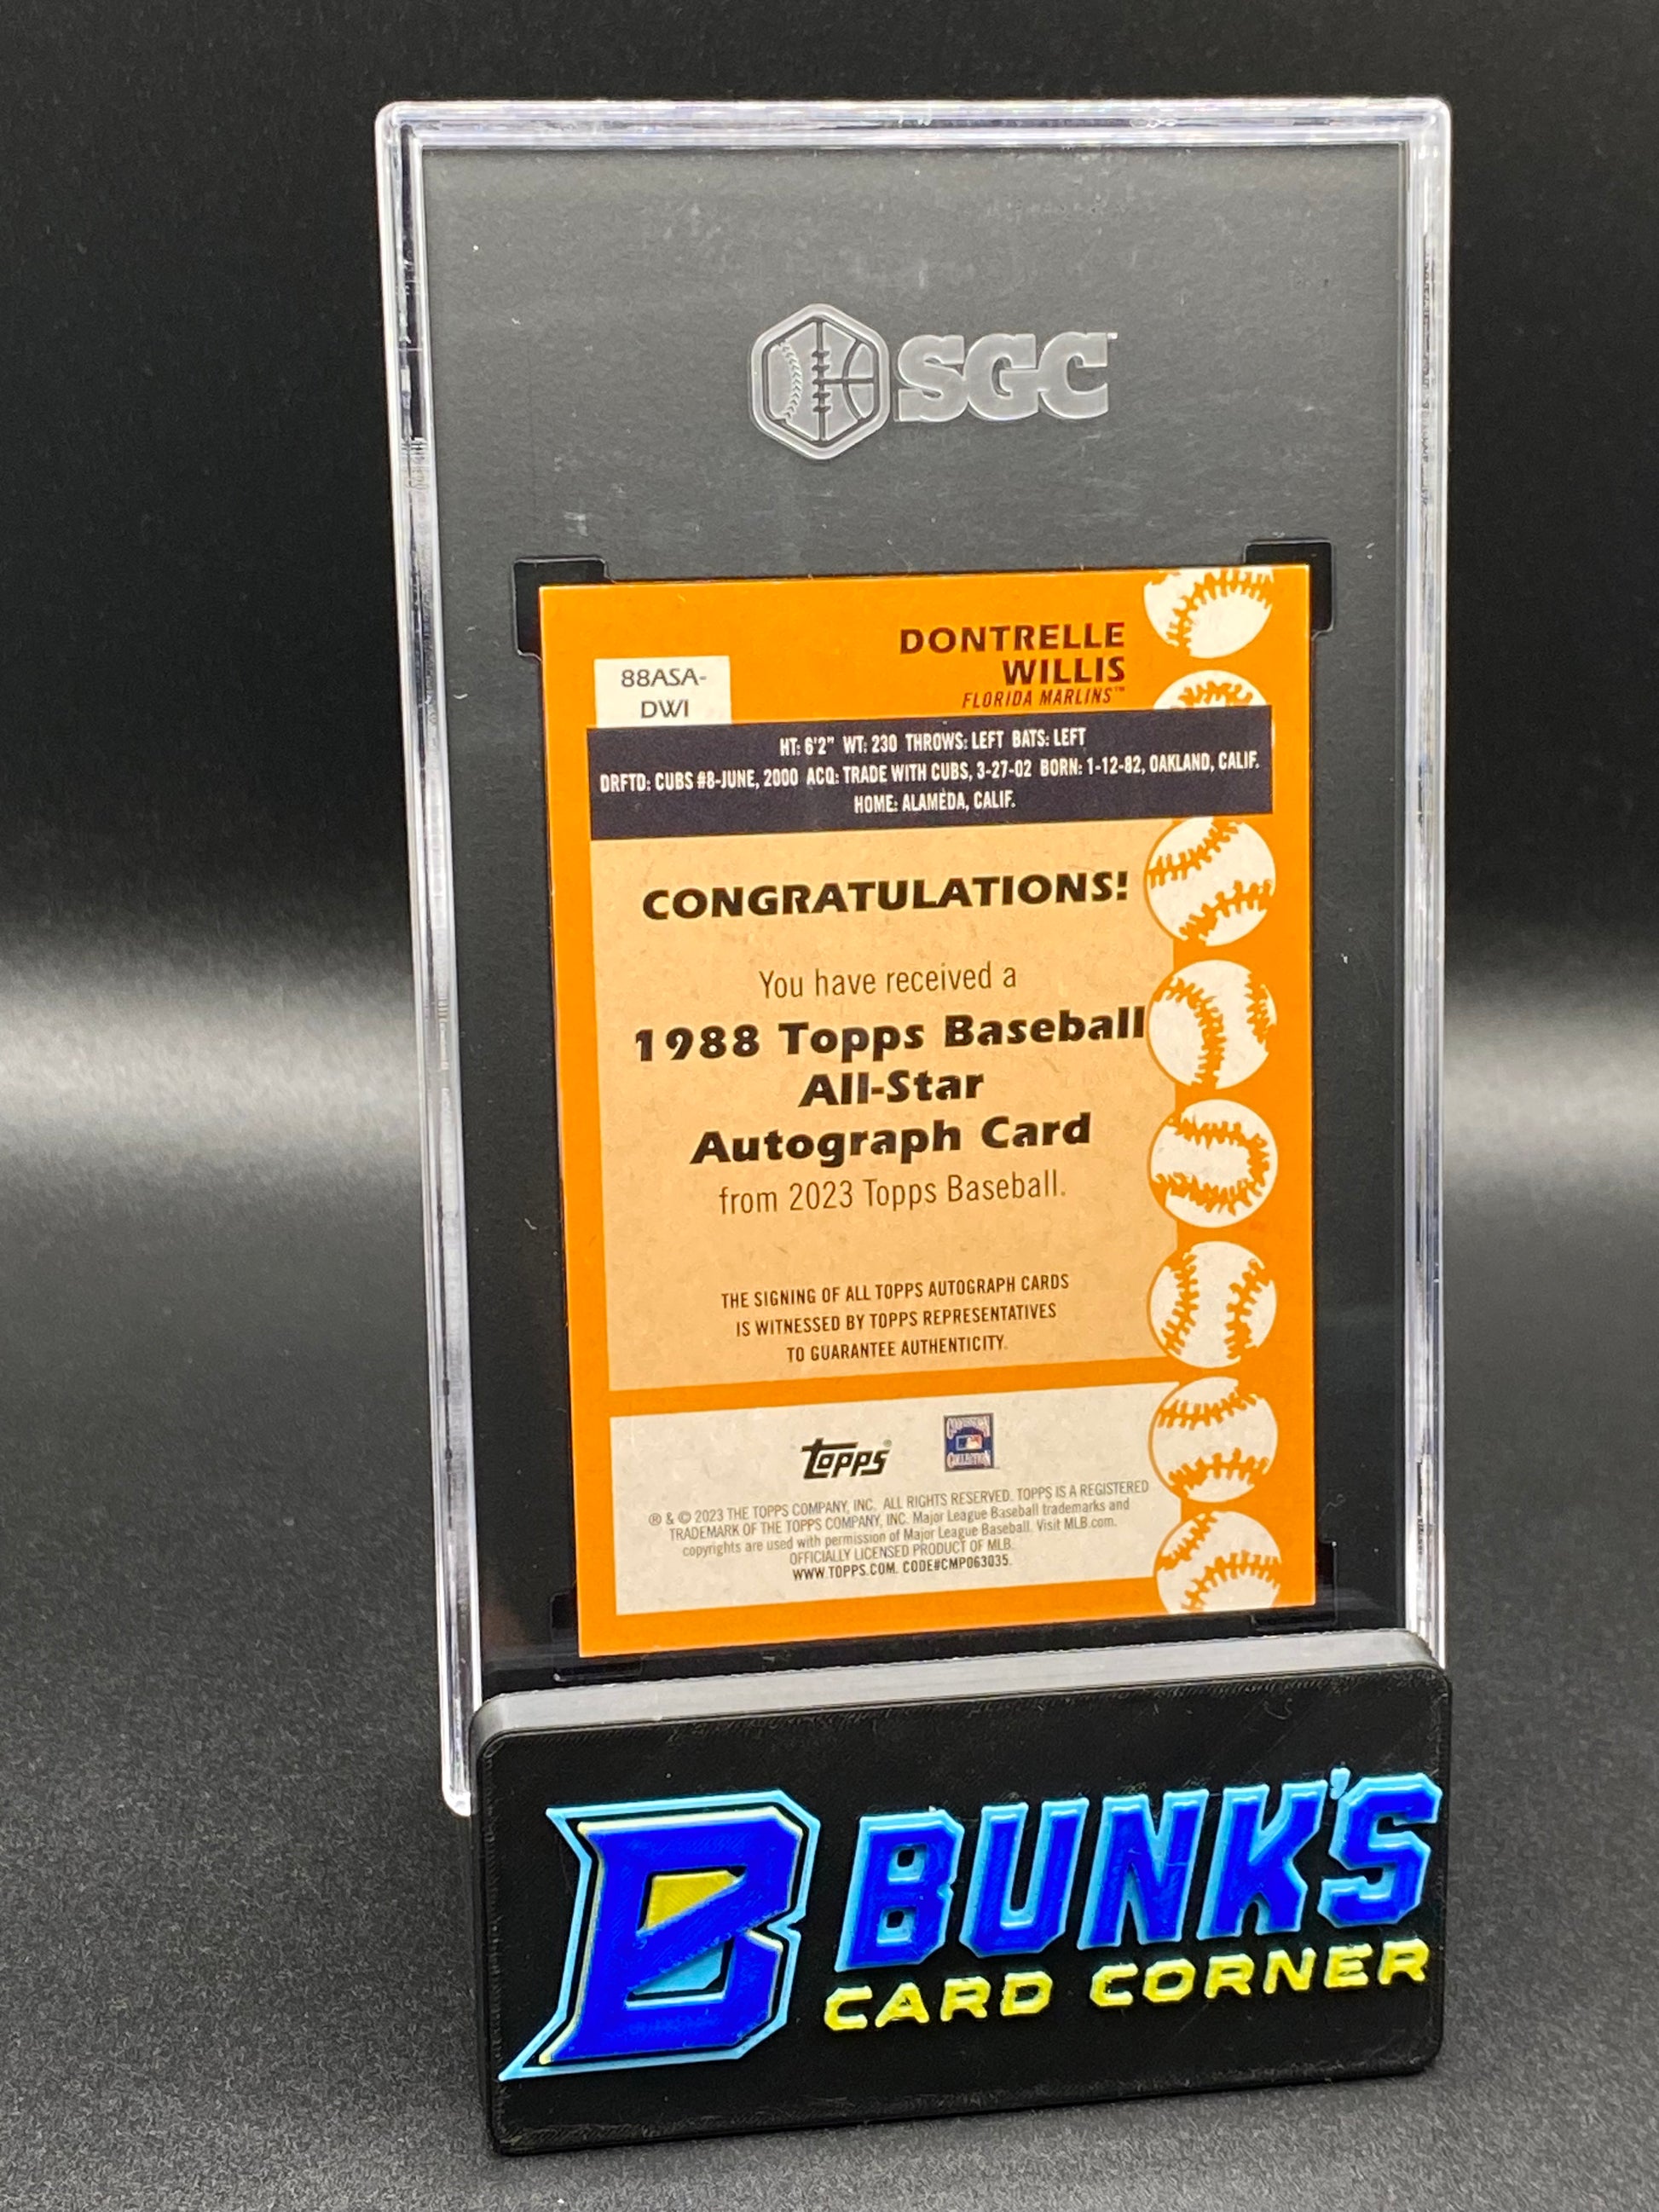 SGC
88ASA-
DWI
DONTRELLE
WILLIS
FLORIDA MARLINS™
HT: 6'2" WT: 230 THROWS: LEFT BATS: LEFT
DRFTD: CUBS #8-JUNE, 2000 ACQ: TRADE WITH CUBS, 3-27-02 BORN: 1-12-82, OAKLAND, CALIF.
HOME: ALAMEDA, CALIF.
CONGRATULATIONS!
You have received a
1988 Topps Baseball
All-Star
Autograph Card
from 2023 Topps Baseball.
THE SIGNING OF ALL TOPPS AUTOGRAPH CARDS
IS WITNESSED BY TOPPS REPRESENTATIVES
TO GUARANTEE AUTHENTICITY.
Topps®
COOPERSTOWN
COLLECTION
® & © 2023 THE TOPPS COMPANY, INC. ALL RIGHTS RESERVED. TOPPS IS A REGISTERED
TRADEMARK OF THE TOPPS COMPANY, INC. Major League Baseball trademarks and
copyrights are used with permission of Major League Baseball. Visit MLB.com.
OFFICIALLY LICENSED PRODUCT OF MLB.
WWW.TOPPS.COM. CODE#CMP063035.
B BUNK'S
CARD CORNER